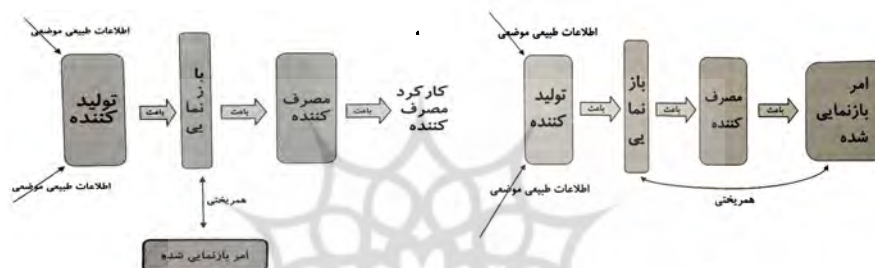 اطلاعات طبیعی موضعی
تولید
کننده
باعث
با
ز
نما
یی
باعث
مصرف
کننده
باعث
کارکرد
مصرف
کننده
اطلاعات طبیعی موضعی
همریختی
امر بازنمایی شده
اطلاعات طبیعی موضعی
تولید
کننده
باعث
باز
نما
یی
باعث
مصرف
کننده
باعث
امر
بازنمایی
شده
اطلاعات طبیعی موضعی
همریختی